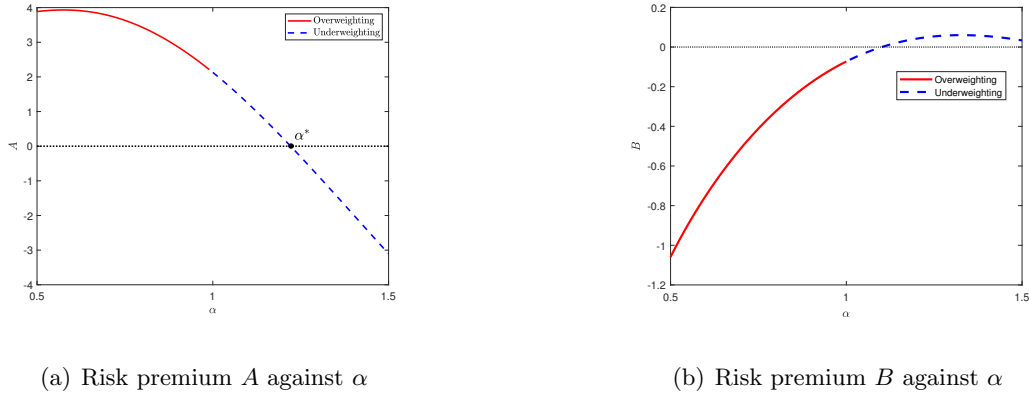 4
3
2
1
0
-1
-2
-3
-4
A
0.5
1
1.5
α
Overweighting
Underweighting
α*
0.2
0
-0.2
-0.4
-0.6
-0.8
-1
-1.2
B
0.5
1
1.5
α
Overweighting
Underweighting
(a) Risk premium A against α
(b) Risk premium B against α